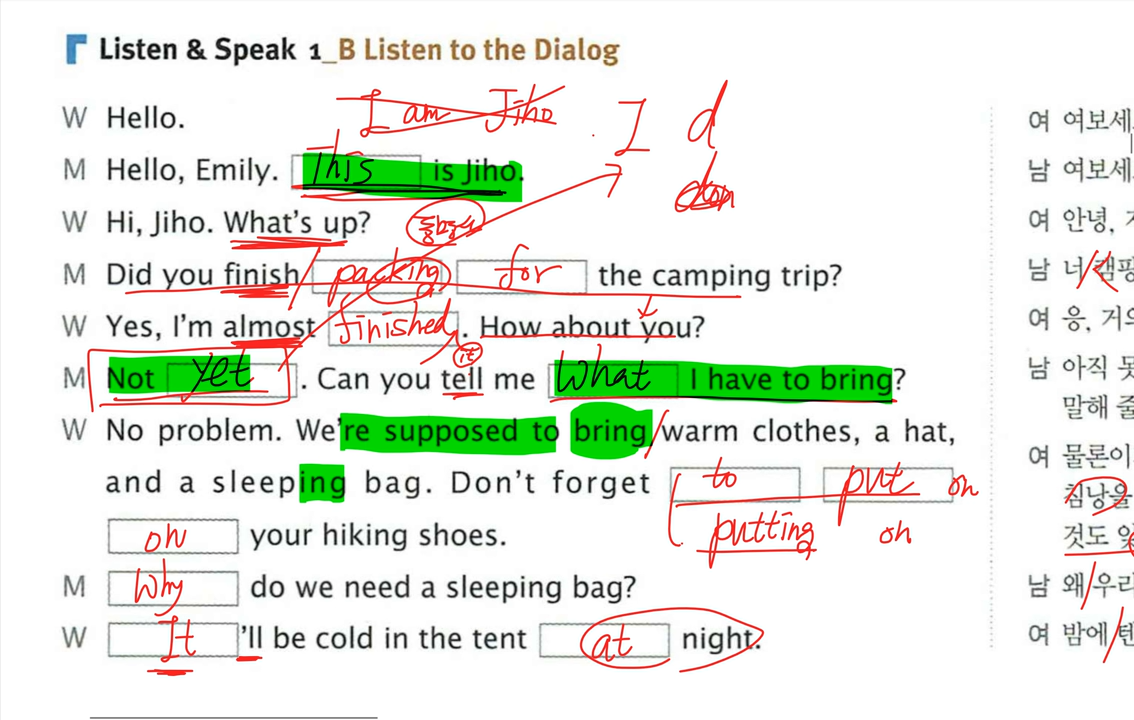 Listen & Speak 1_B Listen to the Dialog
I am Jiho I d
W Hello.
M Hello, Emily. This is Jiho.
don
W Hi, Jiho. What's up?
M Did you finish packing for the camping trip?
W Yes, I'm almost finished. How about you?
it
M Not yet. Can you tell me what I have to bring?
W No problem. We're supposed to bring warm clothes, a hat,
and a sleeping bag. Don't forget to put on
putting on
on your hiking shoes.
M Why do we need a sleeping bag?
W It'll be cold in the tent at night.
여 여보세
남 여보세
여 안녕,
남 너 캠핑
여 응, 거의
남 아직 못
말해 줄
여 물론이
침낭을
것도 잊
남 왜 우리
여 밤에 텐